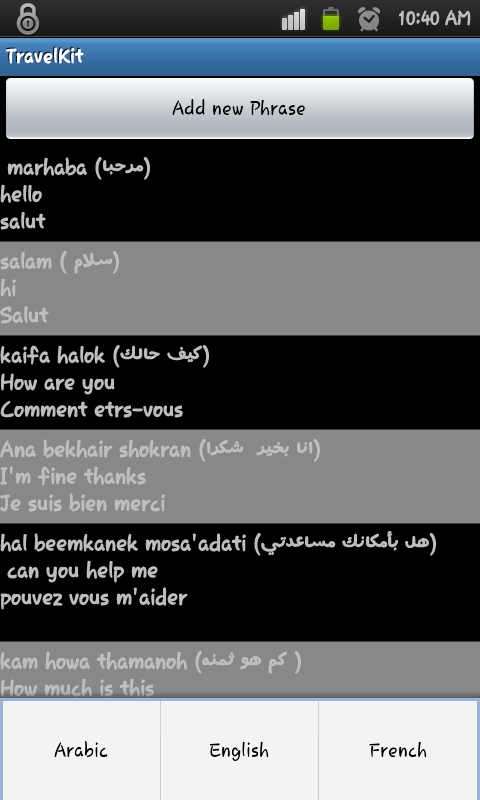 10:40 AM
TravelKit
Add new Phrase
marhaba (مرحبا)
hello
salut
salam ( سلام)
hi
Salut
kaifa halok (كيف حالك)
How are you
Comment etrs-vous
Ana bekhair shokran (انا بخير شكرا)
I'm fine thanks
Je suis bien merci
hal beemkanek mosa'adati (هل بأمكانك مساعدتي)
can you help me
pouvez vous m'aider
kam howa thamanoh (كم هو ثمنه )
How much is this
Arabic
English
French